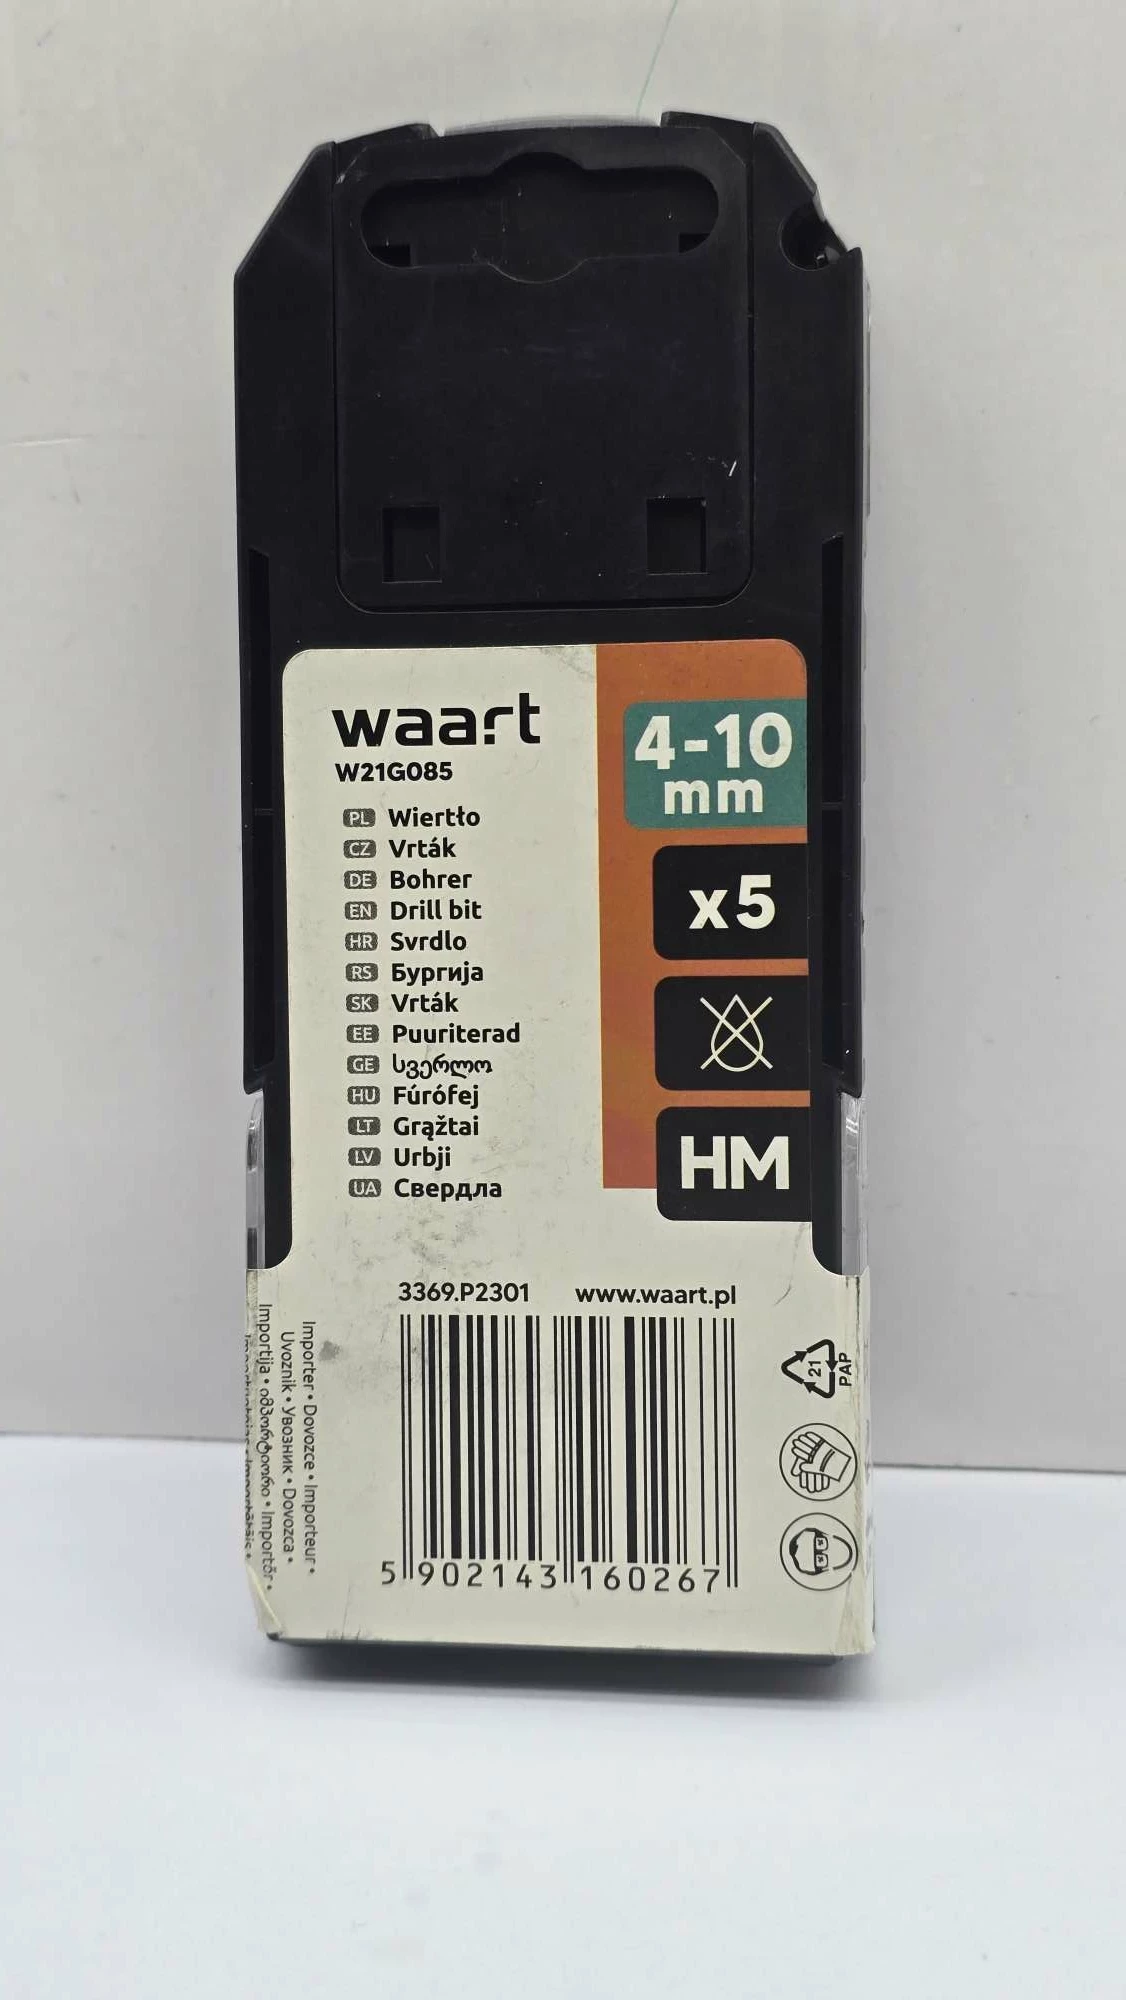 waart
W21G085
4-10
mm
x5
HM
PL Wiertło
CZ Vrták
DE Bohrer
EN Drill bit
HR Svrdlo
RS Бургија
SK Vrták
EE Puuriterad
GE სვერლო
HU Fúrófej
LT Grąžtai
LV Urbji
UA Свердла
3369.P2301 www.waart.pl
Importer • Dovozce • Importeur •
Uvoznik • Увозник • Dovozca •
Importija • იმპორტიორი • Importőr •
21
PAP
5 902143 160267